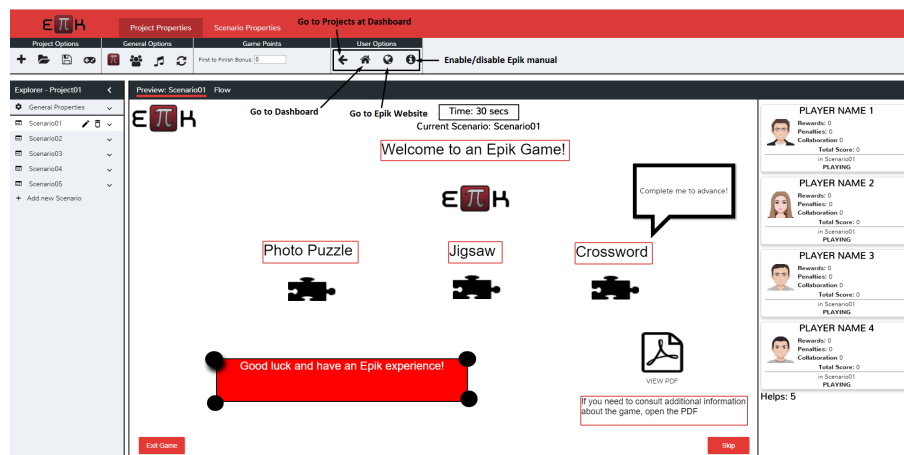 EπK
Project Properties
Scenario Properties
Go to Projects at Dashboard
Project Options
General Options
Game Points
User Options
First to Finish Bonus: 0
Enable/disable Epik manual
Go to Dashboard
Go to Epik Website
Explorer - Project01
General Properties
Scenario01
Scenario02
Scenario03
Scenario04
Scenario05
+ Add new Scenario
Preview: Scenario01
Flow
EπK
Time: 30 secs
Current Scenario: Scenario01
Welcome to an Epik Game!
EπK
Complete me to advance!
Photo Puzzle
Jigsaw
Crossword
Good luck and have an Epik experience!
VIEW PDF
If you need to consult additional information
about the game, open the PDF
Exit Game
Skip
PLAYER NAME 1
Rewards: 0
Penalties: 0
Collaboration 0
Total Score: 0
in Scenario01
PLAYING
PLAYER NAME 2
Rewards: 0
Penalties: 0
Collaboration 0
Total Score: 0
in Scenario01
PLAYING
PLAYER NAME 3
Rewards: 0
Penalties: 0
Collaboration 0
Total Score: 0
in Scenario01
PLAYING
PLAYER NAME 4
Rewards: 0
Penalties: 0
Collaboration 0
Total Score: 0
in Scenario01
PLAYING
Helps: 5